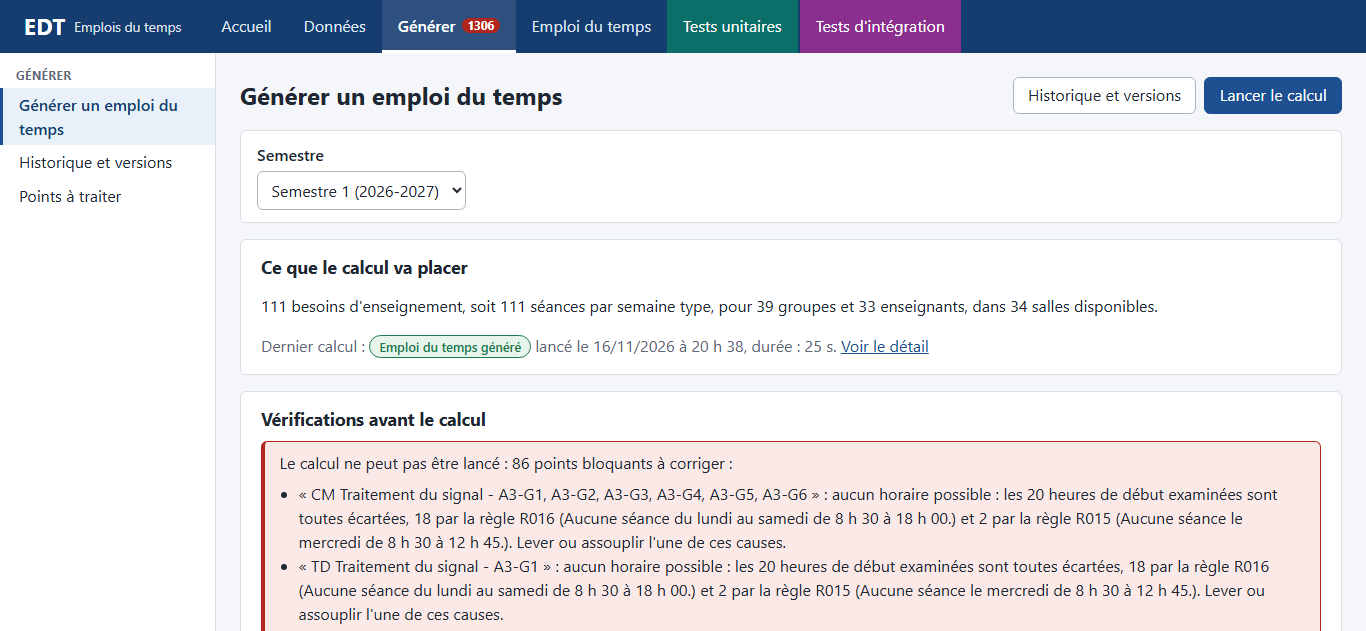 EDT Emplois du temps Accueil Données Générer 1306 Emploi du temps Tests unitaires Tests d'intégration
GÉNÉRER
Générer un emploi du
temps
Historique et versions
Points à traiter
Générer un emploi du temps
Historique et versions
Lancer le calcul
Semestre
Semestre 1 (2026-2027)
Ce que le calcul va placer
111 besoins d'enseignement, soit 111 séances par semaine type, pour 39 groupes et 33 enseignants, dans 34 salles disponibles.
Dernier calcul : Emploi du temps généré lancé le 16/11/2026 à 20 h 38, durée : 25 s. Voir le détail
Vérifications avant le calcul
Le calcul ne peut pas être lancé : 86 points bloquants à corriger :
• « CM Traitement du signal - A3-G1, A3-G2, A3-G3, A3-G4, A3-G5, A3-G6 » : aucun horaire possible : les 20 heures de début examinées sont
toutes écartées, 18 par la règle R016 (Aucune séance du lundi au samedi de 8 h 30 à 18 h 00.) et 2 par la règle R015 (Aucune séance le
mercredi de 8 h 30 à 12 h 45.). Lever ou assouplir l'une de ces causes.
• « TD Traitement du signal - A3-G1 » : aucun horaire possible : les 20 heures de début examinées sont toutes écartées, 18 par la règle R016
(Aucune séance du lundi au samedi de 8 h 30 à 18 h 00.) et 2 par la règle R015 (Aucune séance le mercredi de 8 h 30 à 12 h 45.). Lever ou
assouplir l'une de ces causes.